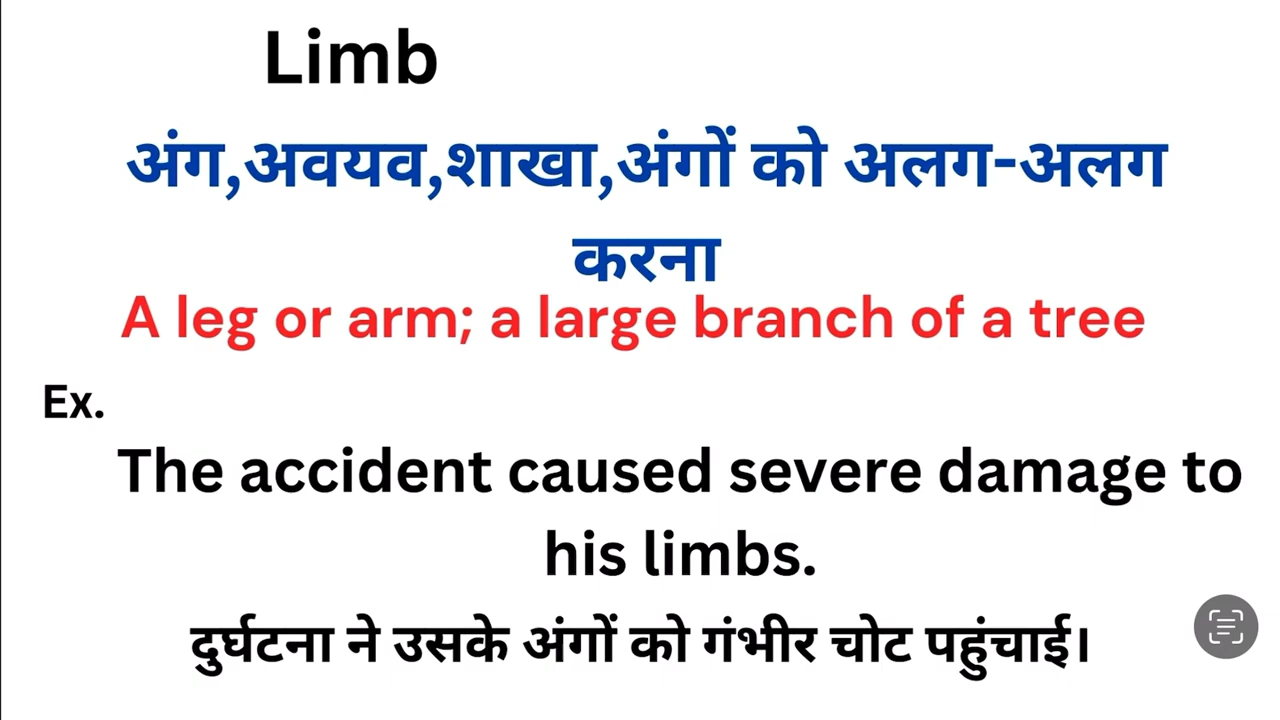 Limb
अंग,अवयव,शाखा,अंगों को अलग-अलग
करना
A leg or arm; a large branch of a tree
Ex.
The accident caused severe damage to
his limbs.
दुर्घटना ने उसके अंगों को गंभीर चोट पहुंचाई।